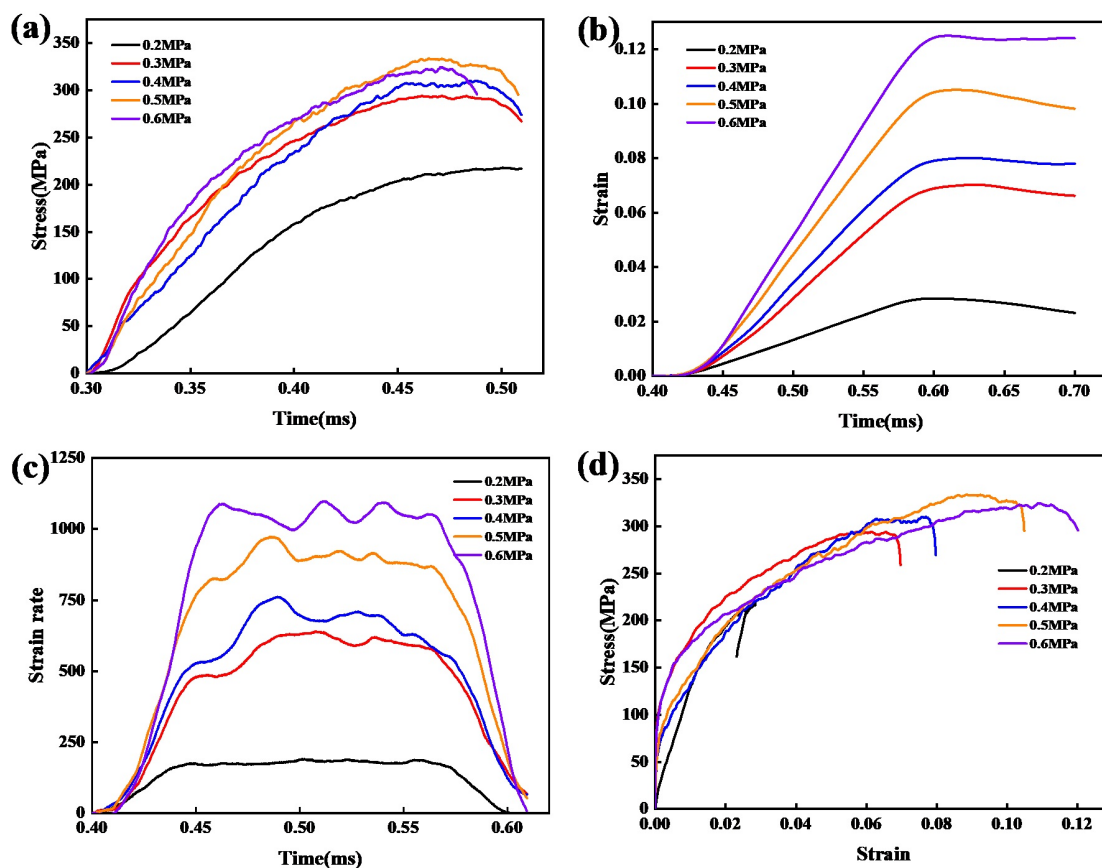 (a)
350
300
250
200
150
100
50
0
Stress(MPa)
0.2MPa
0.3MPa
0.4MPa
0.5MPa
0.6MPa
0.30
0.35
0.40
0.45
0.50
Time(ms)
(b)
0.12
0.10
0.08
0.06
0.04
0.02
0.00
Strain
0.2MPa
0.3MPa
0.4MPa
0.5MPa
0.6MPa
0.40
0.45
0.50
0.55
0.60
0.65
0.70
Time(ms)
(c)
1250
1000
750
500
250
0
Strain rate
0.2MPa
0.3MPa
0.4MPa
0.5MPa
0.6MPa
0.40
0.45
0.50
0.55
0.60
Time(ms)
(d)
350
300
250
200
150
100
50
0
Stress(MPa)
0.2MPa
0.3MPa
0.4MPa
0.5MPa
0.6MPa
0.00
0.02
0.04
0.06
0.08
0.10
0.12
Strain